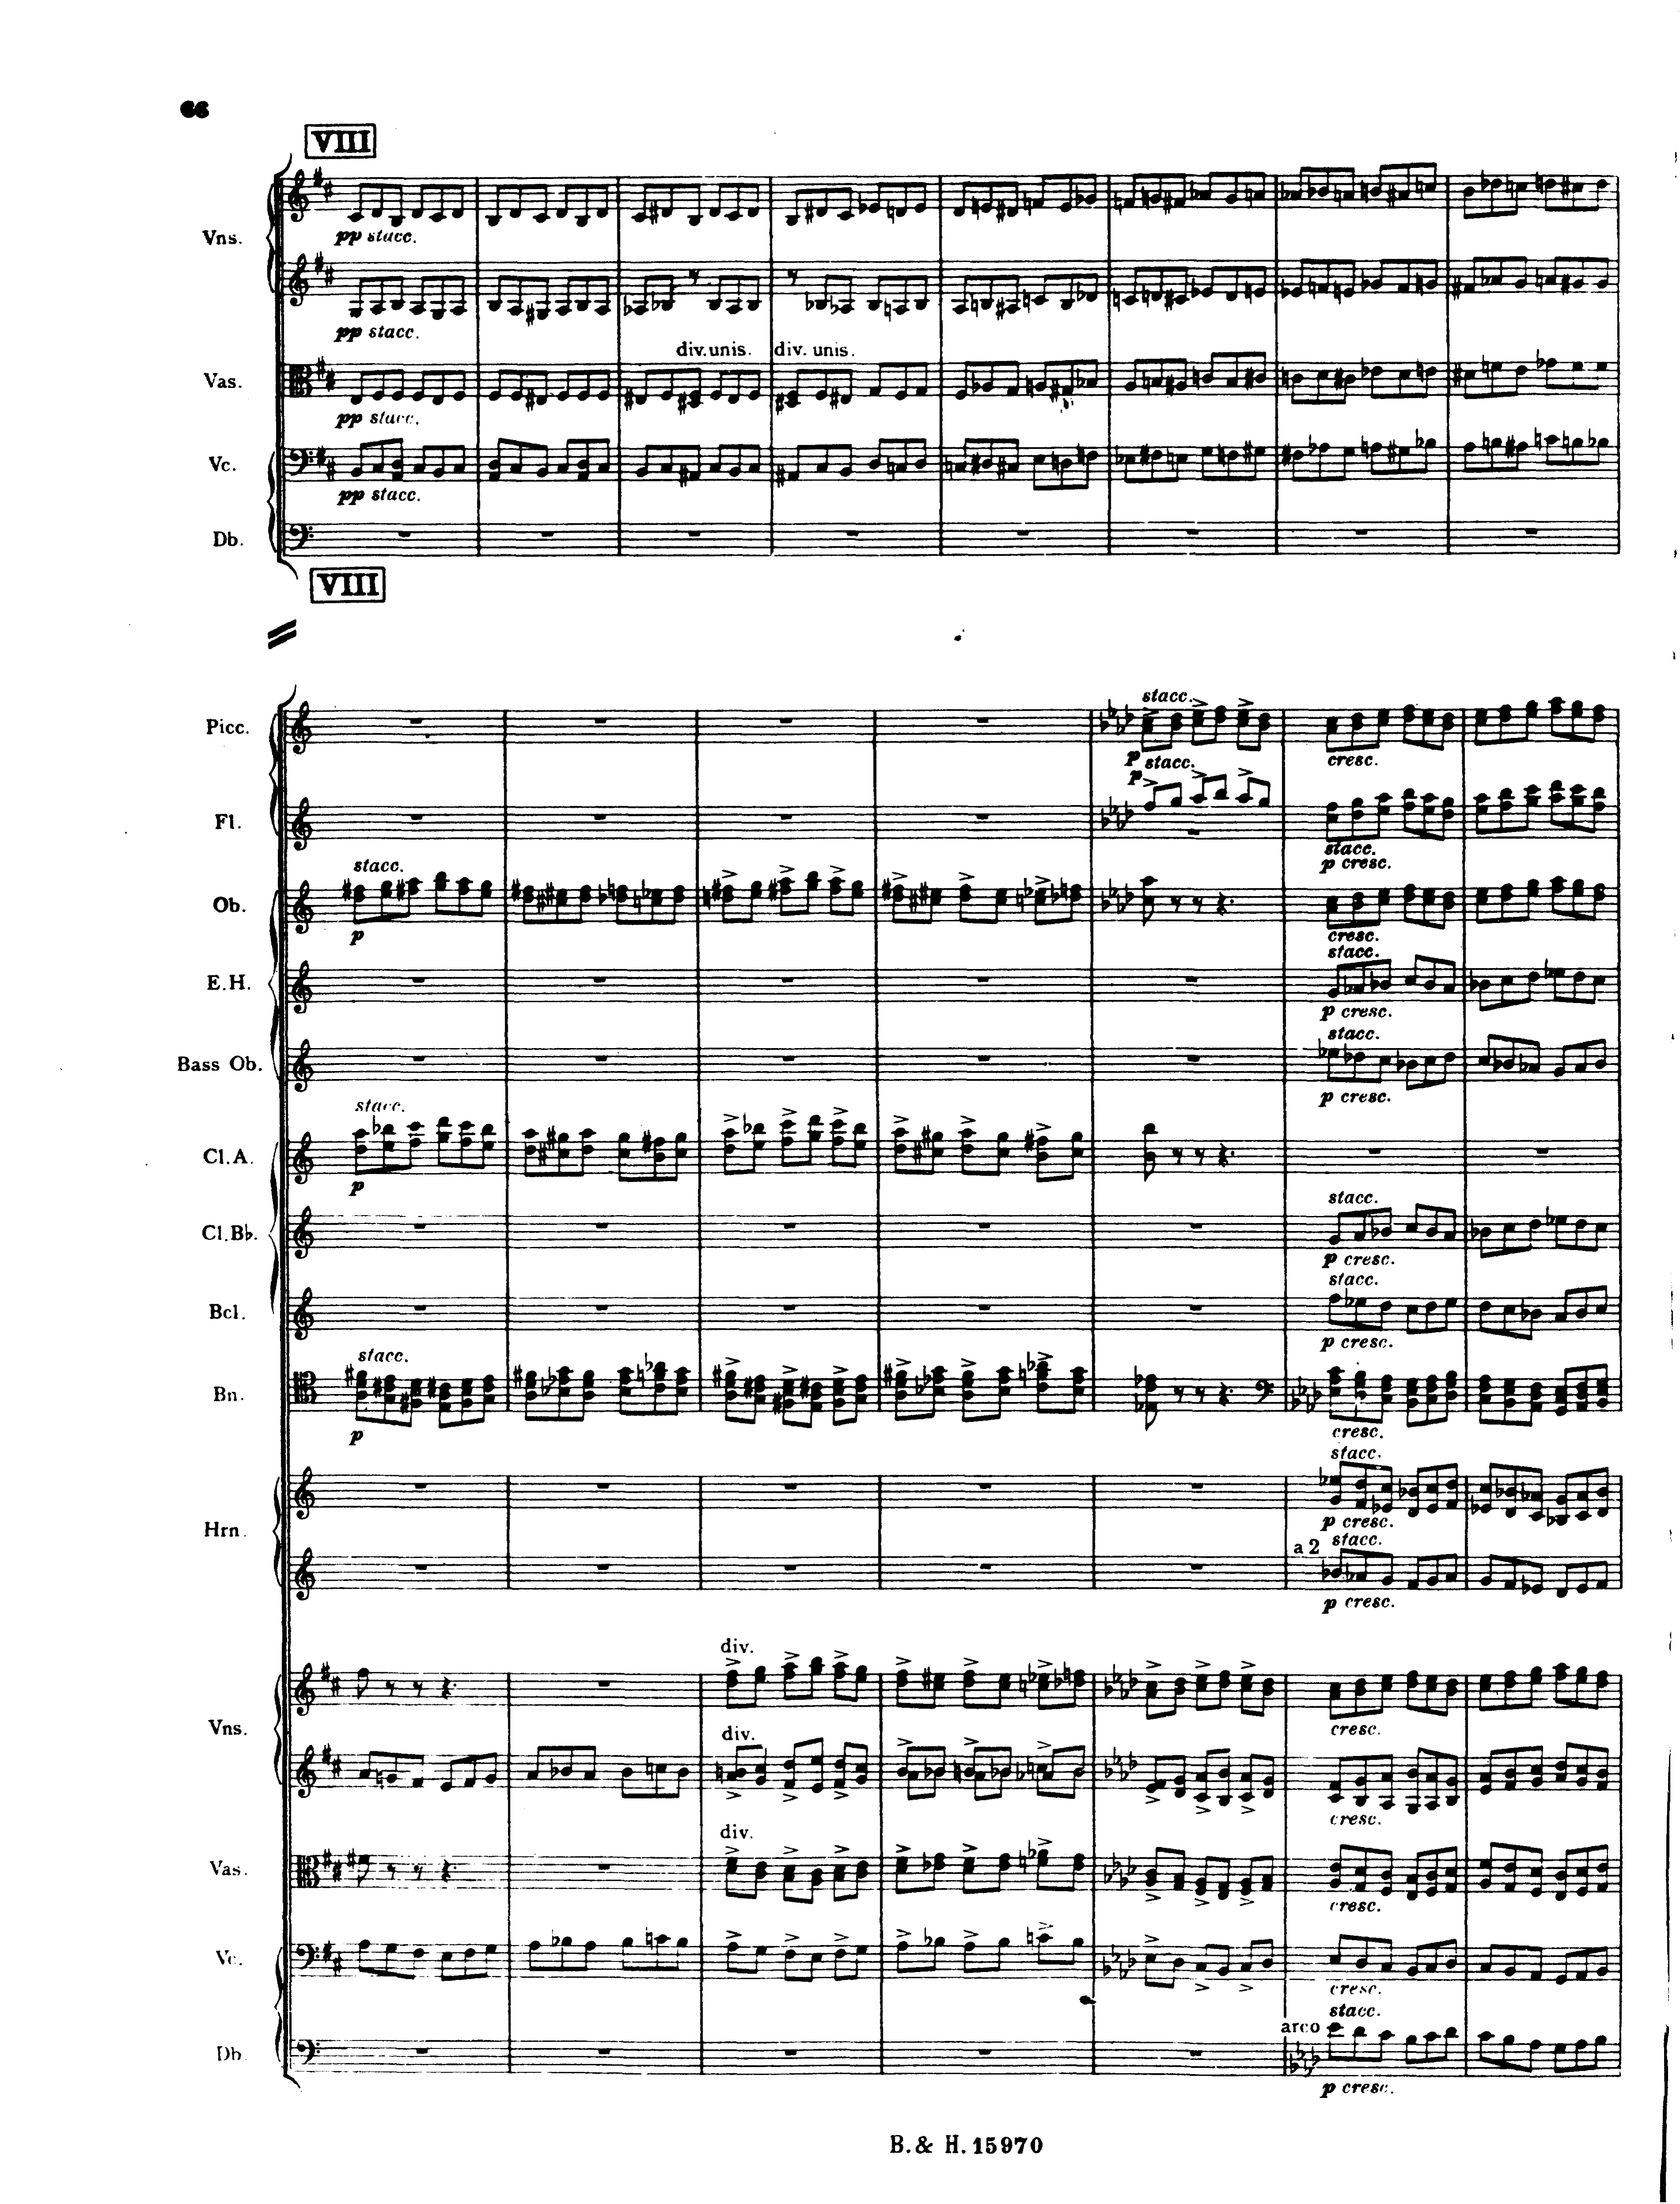 66
VIII
Vns.
pp stacc.
pp stacc.
div. unis. div. unis.
Vas.
pp stacc.
Vc.
pp stacc.
Db.
VIII
stacc.
Picc.
p stacc. cresc.
p
Fl.
stacc.
p cresc.
stacc.
Ob.
p cresc.
stacc.
E.H.
p cresc.
stacc.
Bass Ob.
p cresc.
stacc.
Cl.A.
p
stacc.
Cl.B♭.
p cresc.
stacc.
Bcl.
p cresc.
stacc.
Bn.
p cresc.
stacc.
Hrn.
p cresc.
a 2 stacc.
p cresc.
div.
Vns.
cresc.
div.
cresc.
div.
Vas.
cresc.
Vc.
cresc.
stacc.
arco
Db.
p cresc.
B. & H. 15970